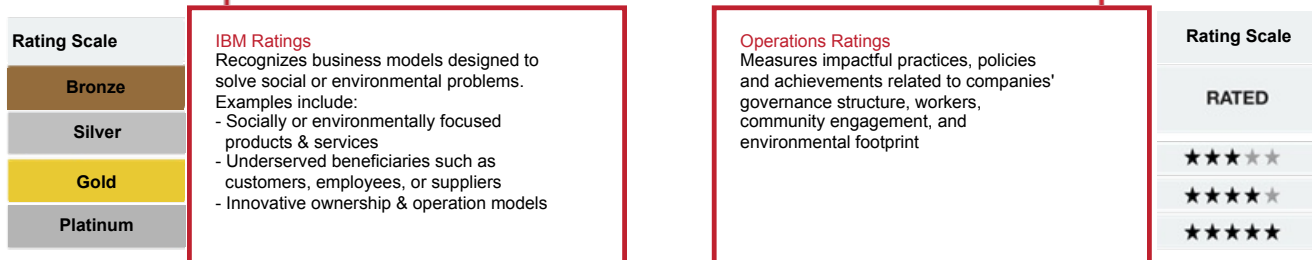 Rating Scale
Bronze
Silver
Gold
Platinum
IBM Ratings
Recognizes business models designed to
solve social or environmental problems.
Examples include:
- Socially or environmentally focused
products & services
- Underserved beneficiaries such as
customers, employees, or suppliers
- Innovative ownership & operation models
Operations Ratings
Measures impactful practices, policies
and achievements related to companies'
governance structure, workers,
community engagement, and
environmental footprint
Rating Scale
RATED
★★★★★
★★★★★
★★★★★